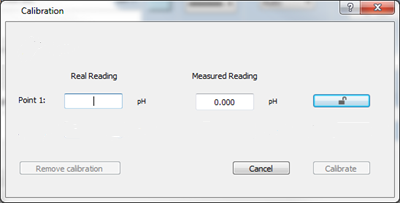 Calibration
Real Reading Measured Reading
Point 1: pH 0.000 pH
Remove calibration Cancel Calibrate